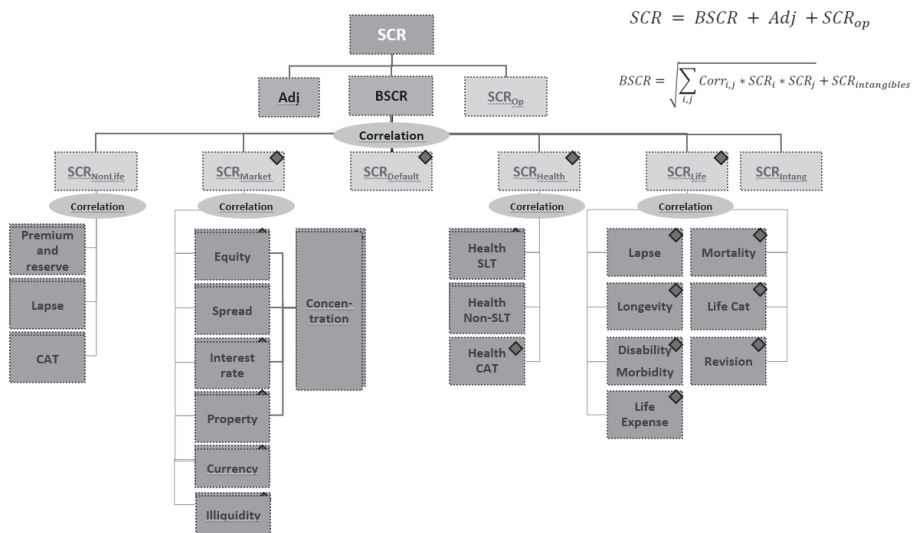 SCR
SCR = BSCR + Adj + SCR_op
BSCR = √∑_{i,j} Corr_{i,j} * SCR_i * SCR_j + SCR_intangibles
Adj
BSCR
SCR_Op
Correlation
SCR_NonLife
SCR_Market
SCR_Default
SCR_Health
SCR_Life
SCR_Intang
Correlation
Correlation
Correlation
Correlation
Premium
and
reserve
Lapse
CAT
Equity
Spread
Interest
rate
Property
Currency
Illiquidity
Concen-
tration
Health
SLT
Health
Non-SLT
Health
CAT
Lapse
Longevity
Disability
Morbidity
Life
Expense
Mortality
Life Cat
Revision